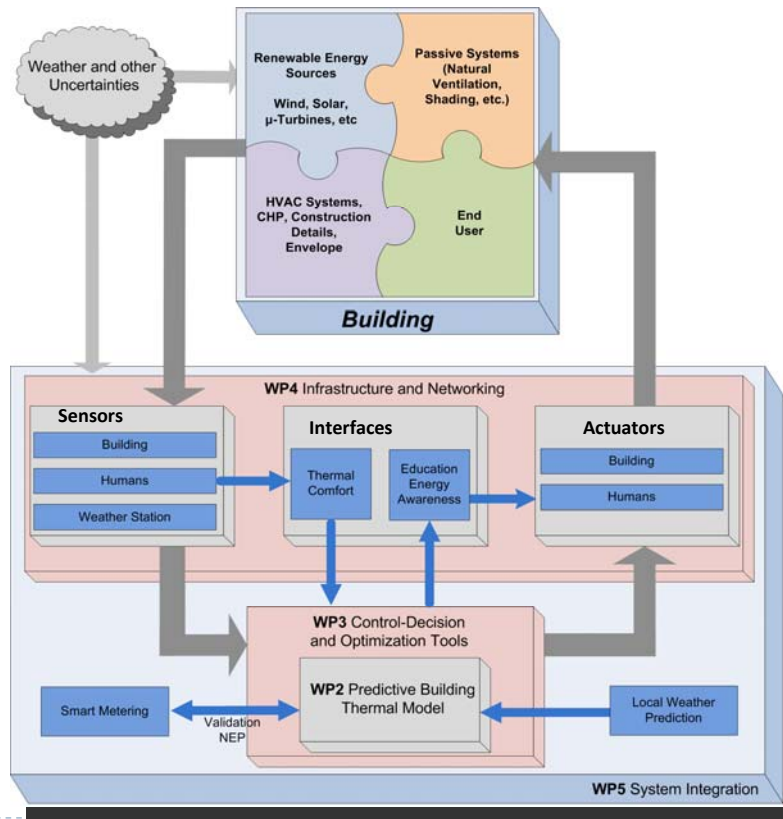 Weather and other
Uncertainties
Renewable Energy
Sources
Wind, Solar,
μ-Turbines, etc
Passive Systems
(Natural
Ventilation,
Shading, etc.)
HVAC Systems,
CHP, Construction
Details,
Envelope
End
User
Building
WP4 Infrastructure and Networking
Sensors
Building
Humans
Weather Station
Interfaces
Thermal
Comfort
Education
Energy
Awareness
Actuators
Building
Humans
WP3 Control-Decision
and Optimization Tools
WP2 Predictive Building
Thermal Model
Smart Metering
Validation
NEP
Local Weather
Prediction
WP5 System Integration